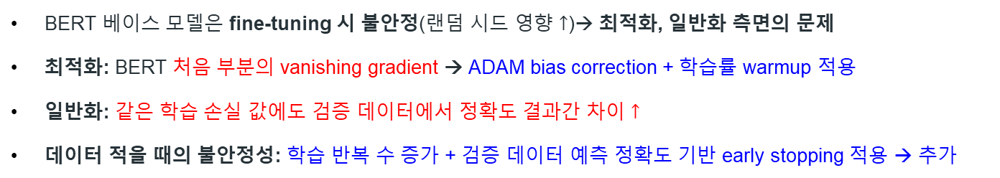 • BERT 베이스 모델은 fine-tuning 시 불안정(랜덤 시드 영향 ↑)→ 최적화, 일반화 측면의 문제
• 최적화: BERT 처음 부분의 vanishing gradient → ADAM bias correction + 학습률 warmup 적용
• 일반화: 같은 학습 손실 값에도 검증 데이터에서 정확도 결과간 차이 ↑
• 데이터 적을 때의 불안정성: 학습 반복 수 증가 + 검증 데이터 예측 정확도 기반 early stopping 적용 → 추가